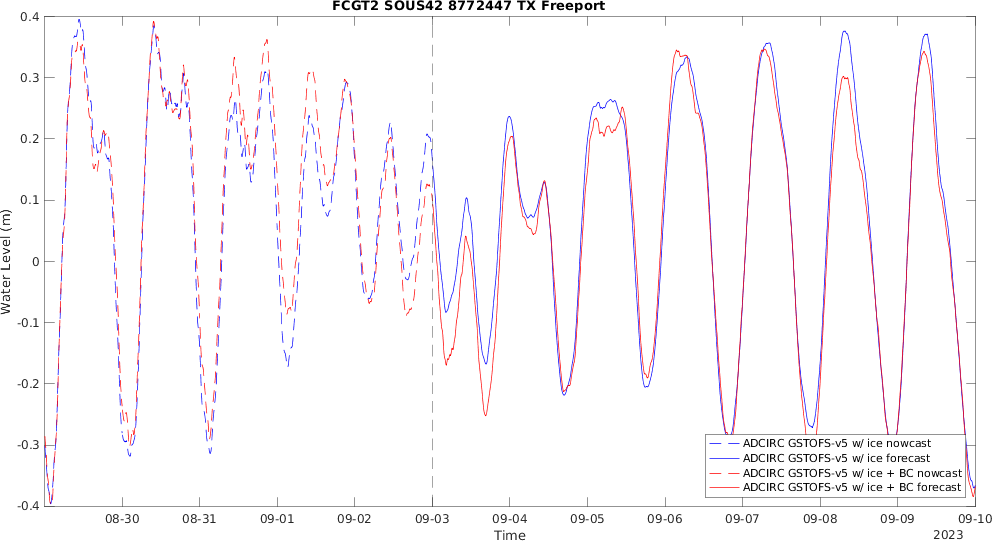 FCGT2 SOUS42 8772447 TX Freeport
0.4
0.3
0.2
0.1
0
-0.1
-0.2
-0.3
-0.4
Water Level (m)
ADCIRC GSTOFS-v5 w/ ice nowcast
ADCIRC GSTOFS-v5 w/ ice forecast
ADCIRC GSTOFS-v5 w/ ice + BC nowcast
ADCIRC GSTOFS-v5 w/ ice + BC forecast
08-30 08-31 09-01 09-02 09-03 09-04 09-05 09-06 09-07 09-08 09-09 09-10
Time
2023